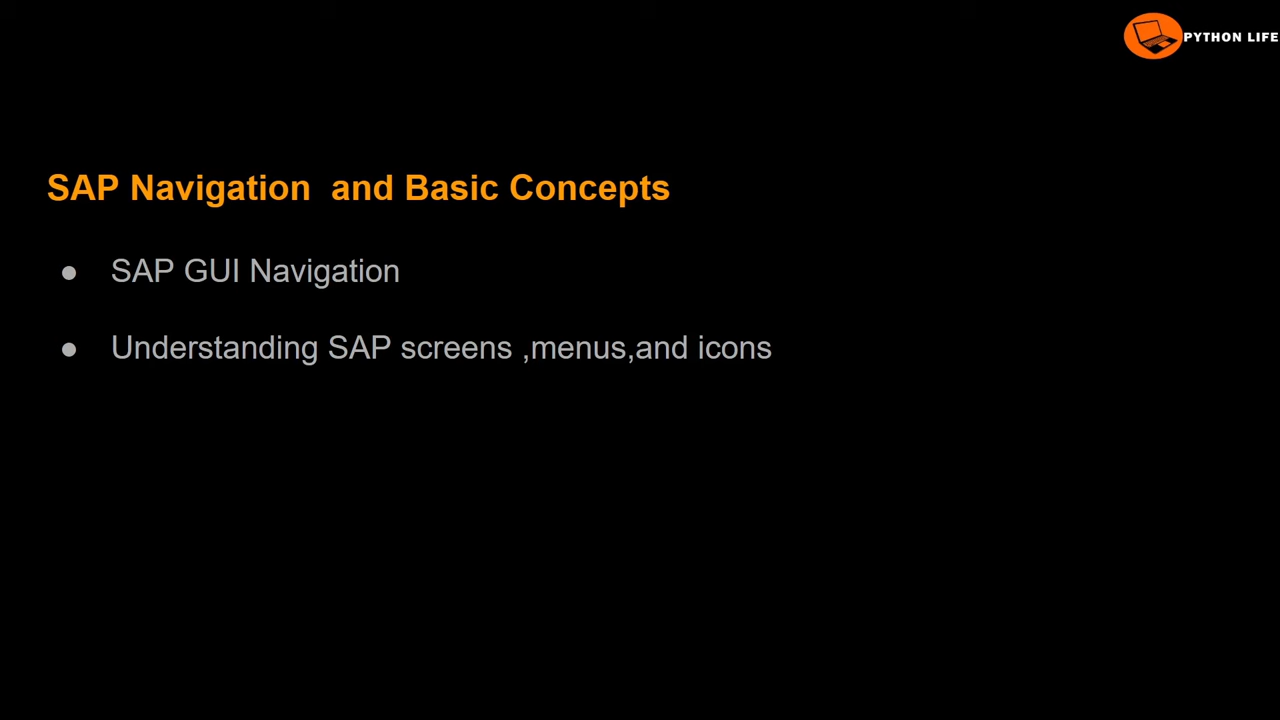 PYTHON LIFE
SAP Navigation  and Basic Concepts
● SAP GUI Navigation
● Understanding SAP screens ,menus,and icons